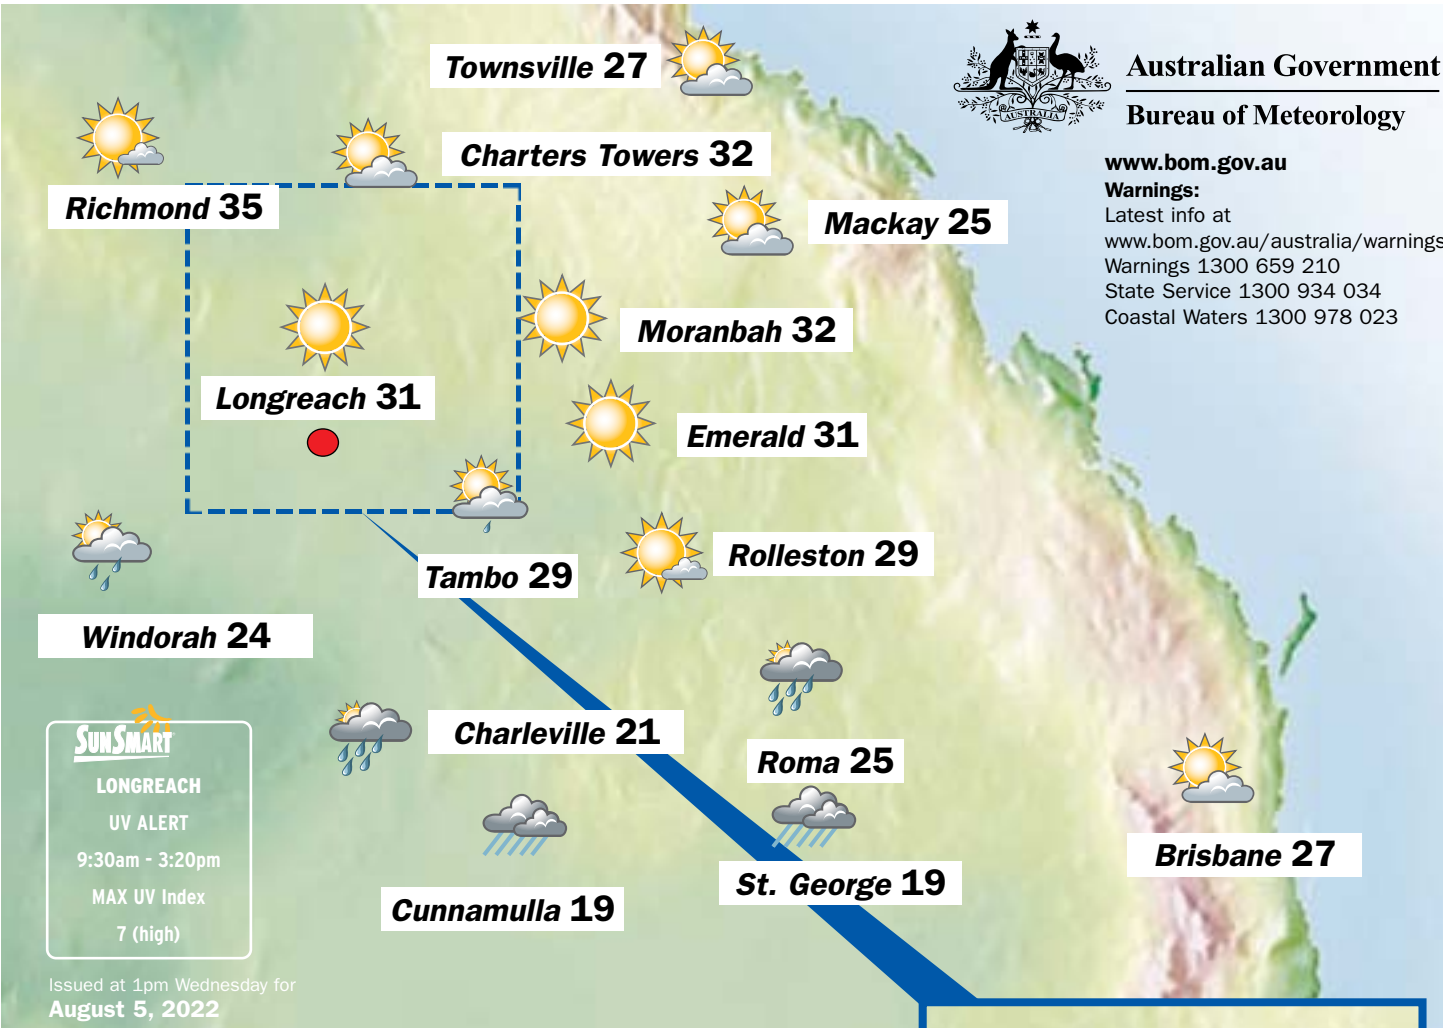 Townsville 27
Australian Government
Bureau of Meteorology
AUSTRALIA
Charters Towers 32
www.bom.gov.au
Warnings:
Latest info at
www.bom.gov.au/australia/warnings
Warnings 1300 659 210
State Service 1300 934 034
Coastal Waters 1300 978 023
Richmond 35
Mackay 25
Moranbah 32
Longreach 31
Emerald 31
Rolleston 29
Tambo 29
Windorah 24
Charleville 21
Roma 25
Brisbane 27
St. George 19
Cunnamulla 19
SUNSMART
LONGREACH
UV ALERT
9:30am - 3:20pm
MAX UV Index
7 (high)
Issued at 1pm Wednesday for
August 5, 2022